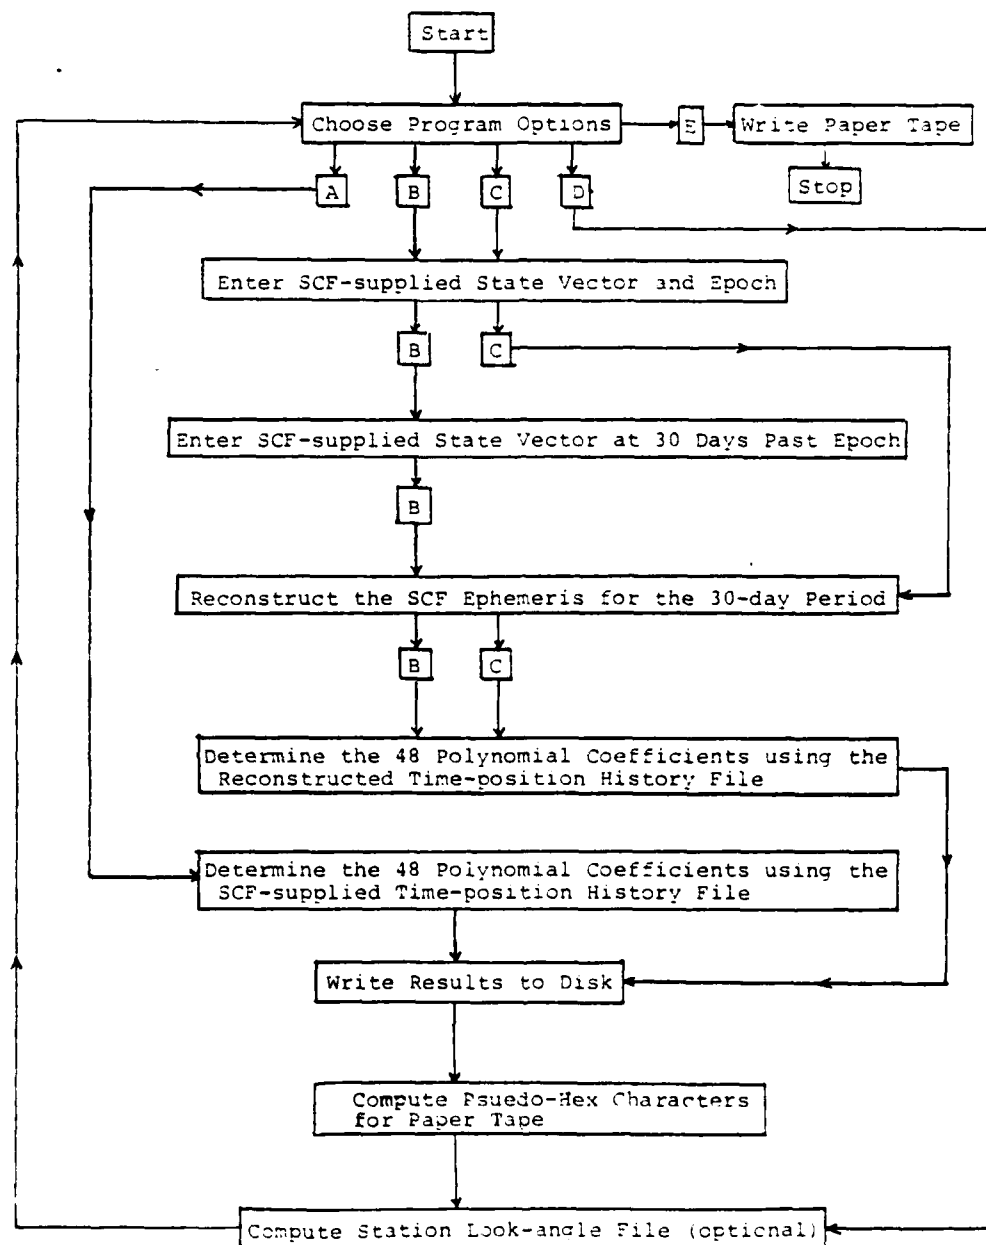 Start
Choose Program Options
E
Write Paper Tape
A
B
C
D
Stop
Enter SCF-supplied State Vector and Epoch
B
C
Enter SCF-supplied State Vector at 30 Days Past Epoch
B
Reconstruct the SCF Ephemeris for the 30-day Period
B
C
Determine the 48 Polynomial Coefficients using the
Reconstructed Time-position History File
Determine the 48 Polynomial Coefficients using the
SCF-supplied Time-position History File
Write Results to Disk
Compute Psuedo-Hex Characters
for Paper Tape
Compute Station Look-angle File (optional)